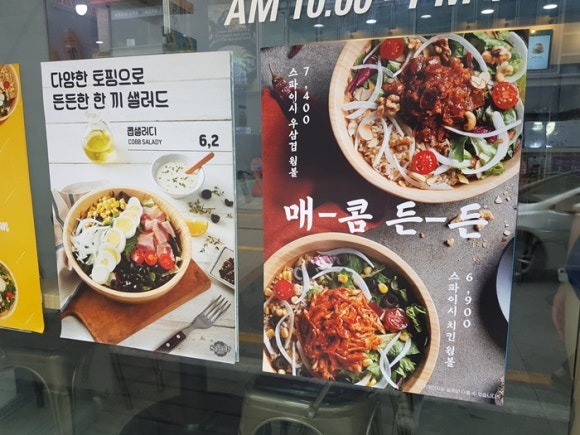 AM 10:00
다양한 토핑으로
든든한 한 끼 샐러드
콥샐러디
COBB SALADY
6,2
7,400
스파이시 우삼겹 웜볼
매-콤 든-든
6,900
스파이시 치킨 웜볼